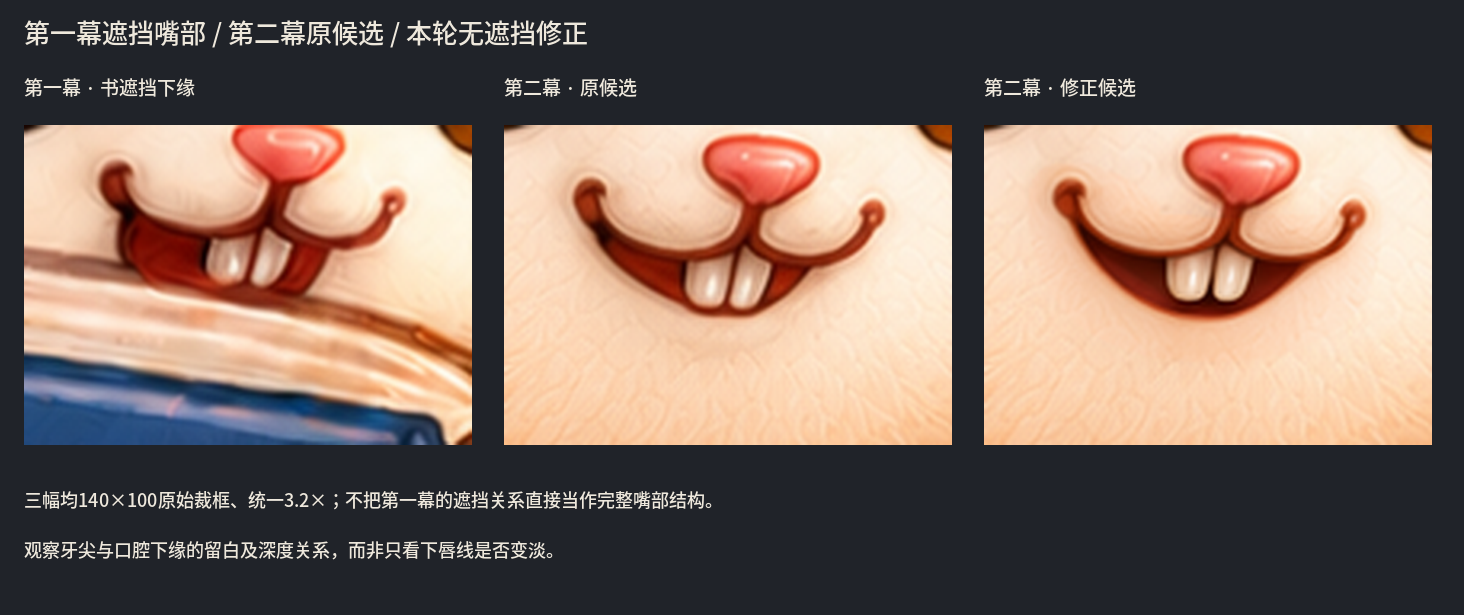 第一幕遮挡嘴部 / 第二幕原候选 / 本轮无遮挡修正
第一幕 · 书遮挡下缘
第二幕 · 原候选
第二幕 · 修正候选
三幅均140×100原始裁框、统一3.2×；不把第一幕的遮挡关系直接当作完整嘴部结构。
观察牙尖与口腔下缘的留白及深度关系，而非只看下唇线是否变淡。